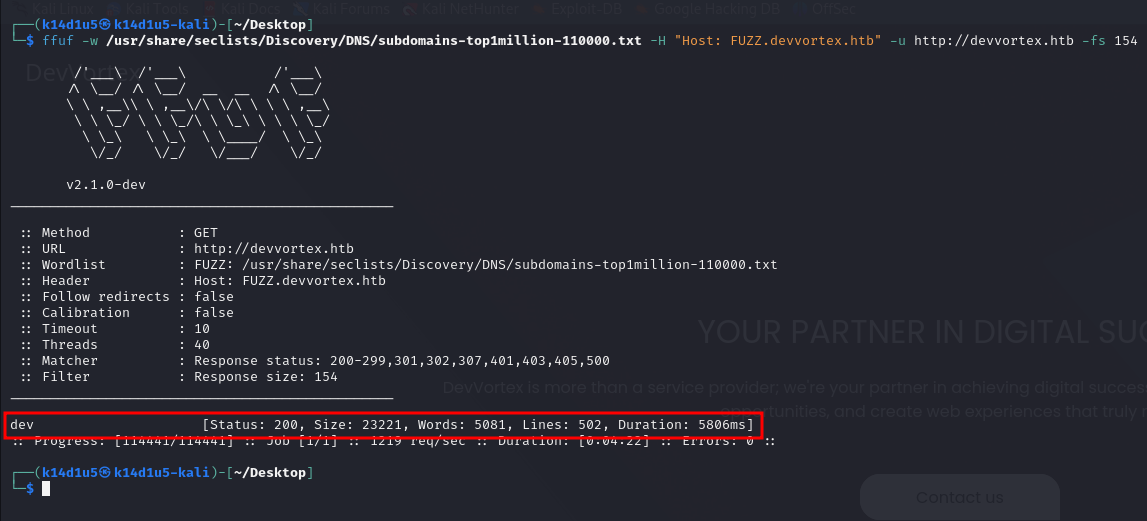 Kali Linux Kali Tools Kali Docs Kali Forums Kali NetHunter Exploit-DB Google Hacking DB OffSec
┌──(k14d1u5㉿k14d1u5-kali)-[~/Desktop]
└─$ ffuf -w /usr/share/seclists/Discovery/DNS/subdomains-top1million-110000.txt -H "Host: FUZZ.devvortex.htb" -u http://devvortex.htb -fs 154
DevVortex
v2.1.0-dev
:: Method : GET
:: URL : http://devvortex.htb
:: Wordlist : FUZZ: /usr/share/seclists/Discovery/DNS/subdomains-top1million-110000.txt
:: Header : Host: FUZZ.devvortex.htb
:: Follow redirects : false
:: Calibration : false
:: Timeout : 10
:: Threads : 40
:: Matcher : Response status: 200-299,301,302,307,401,403,405,500
:: Filter : Response size: 154
YOUR PARTNER IN DIGITAL SUC
DevVortex is more than a service provider; we're your partner in achieving digital success
opportunities, and create web experiences that truly
dev [Status: 200, Size: 23221, Words: 5081, Lines: 502, Duration: 5806ms]
:: Progress: [114441/114441] :: Job [1/1] :: 1219 req/sec :: Duration: [0:04:22] :: Errors: 0 ::
┌──(k14d1u5㉿k14d1u5-kali)-[~/Desktop]
└─$
Contact us